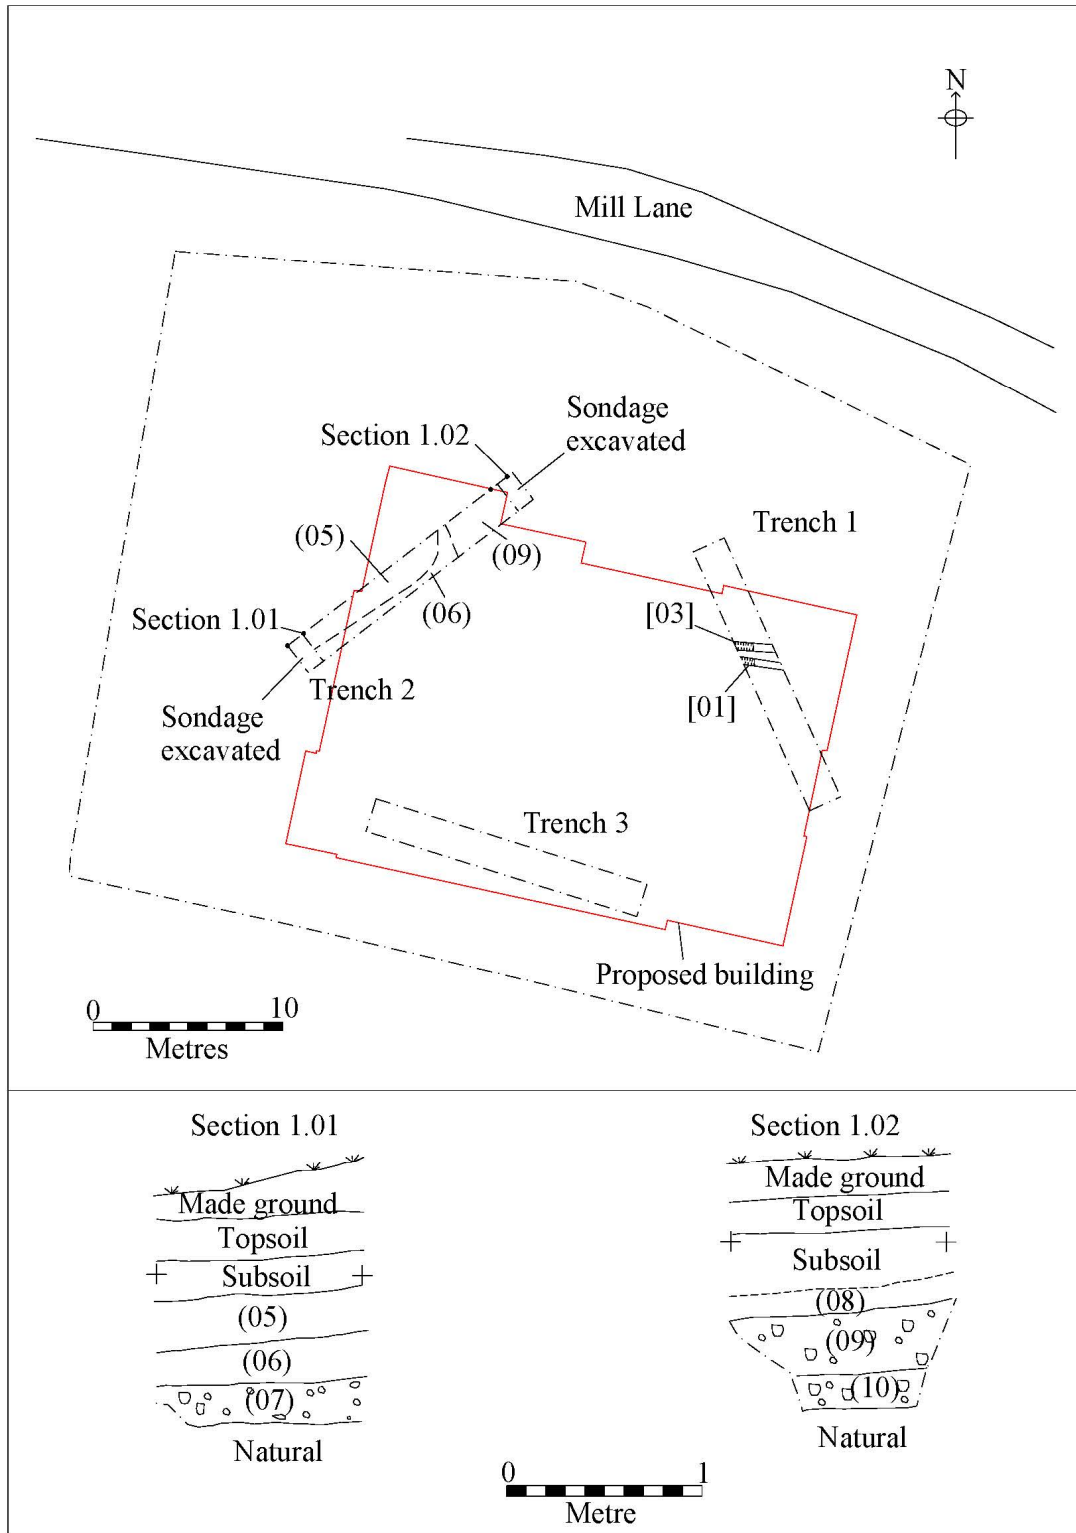 N
Mill Lane
Sondage
excavated
Section 1.02
Trench 1
(05)
(09)
(06)
[03]
Section 1.01
Trench 2
[01]
Sondage
excavated
Trench 3
Proposed building
0 10
Metres
Section 1.01
Made ground
Topsoil
Subsoil
(05)
(06)
(07)
Natural
Section 1.02
Made ground
Topsoil
Subsoil
(08)
(09)
(10)
Natural
0 1
Metre